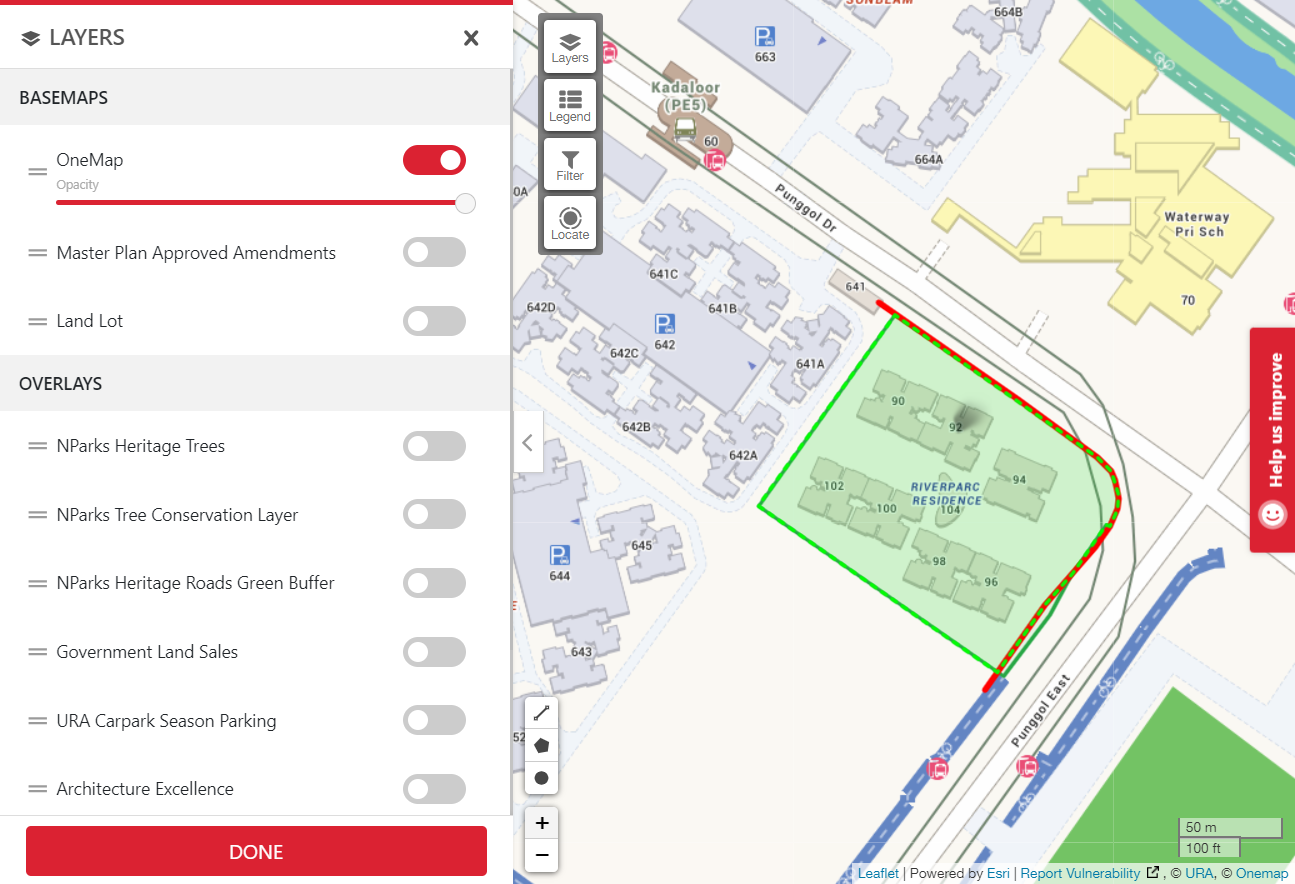 LAYERS
BASEMAPS
OneMap
Opacity
Master Plan Approved Amendments
Land Lot
OVERLAYS
NParks Heritage Trees
NParks Tree Conservation Layer
NParks Heritage Roads Green Buffer
Government Land Sales
URA Carpark Season Parking
Architecture Excellence
DONE
Layers
Legend
Filter
Locate
SUNBEAM
664B
P
663
Kadaloor
(PE5)
60
664A
0A
Punggol Dr
Waterway
Pri Sch
70
641C
641
642D
641B
P
642
642C
641A
642B
642A
90
92
94
102
RIVERPARC
RESIDENCE
100
104
98
96
645
P
644
E
643
52
Punggol East
Help us improve
+
−
50 m
100 ft
Leaflet | Powered by Esri | Report Vulnerability , © URA, © Onemap